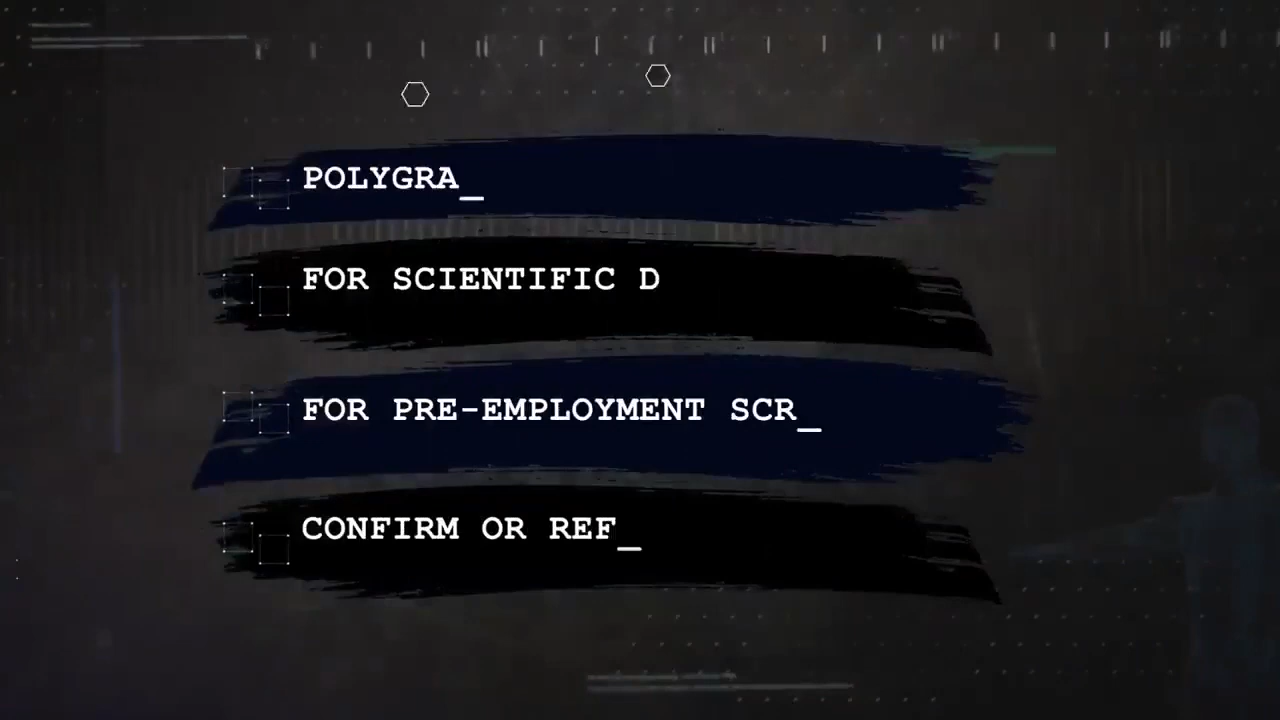 POLYGRA_
FOR SCIENTIFIC D
FOR PRE-EMPLOYMENT SCR_
CONFIRM OR REF_